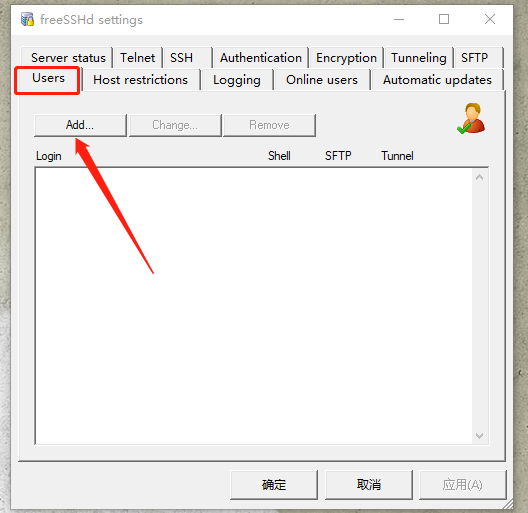 freeSSHd settings
Server status Telnet SSH Authentication Encryption Tunneling SFTP
Users Host restrictions Logging Online users Automatic updates
Add... Change... Remove
Login Shell SFTP Tunnel
确定 取消 应用(A)